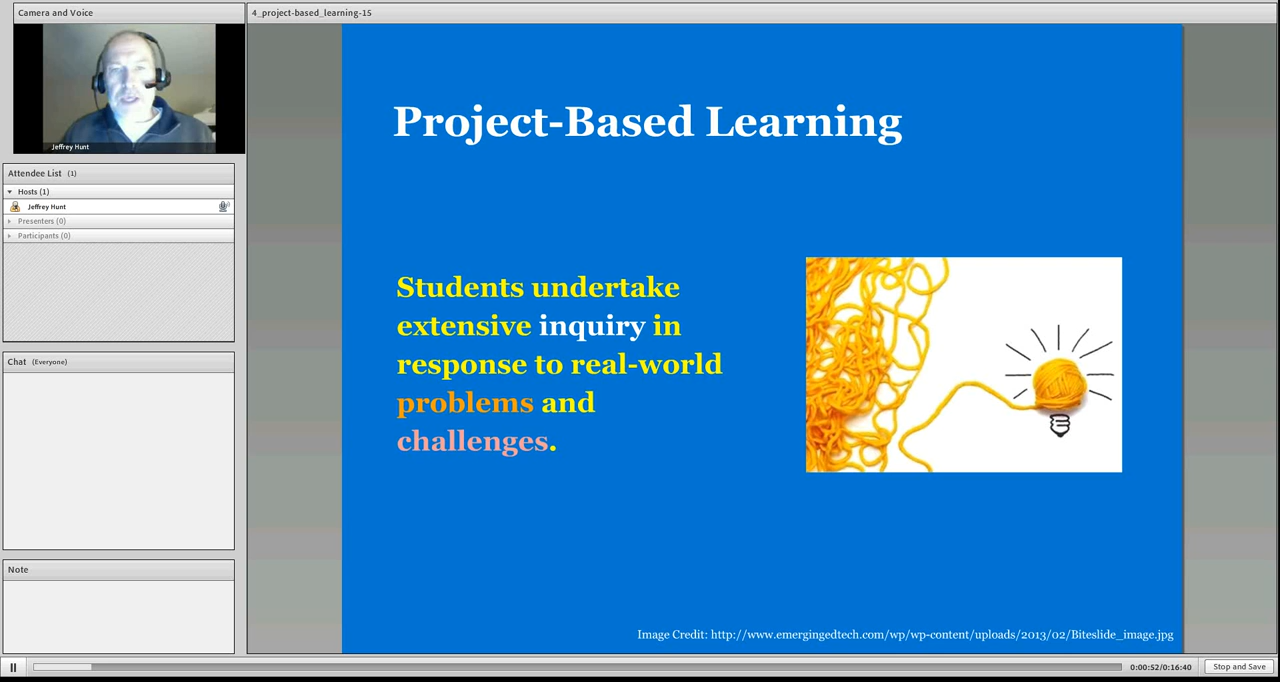 Camera and Voice
Jeffrey Hunt
Attendee List (1)
Hosts (1)
Jeffrey Hunt
Presenters (0)
Participants (0)
Chat (Everyone)
Note
4_project-based_learning-1S
Project-Based Learning
Students undertake
extensive inquiry in
response to real-world
problems and
challenges.
Image Credit: http://www.emergingedtech.com/wp/wp-content/uploads/2013/02/Biteslide_image.jpg
0:00:52/0:16:40
Stop and Save